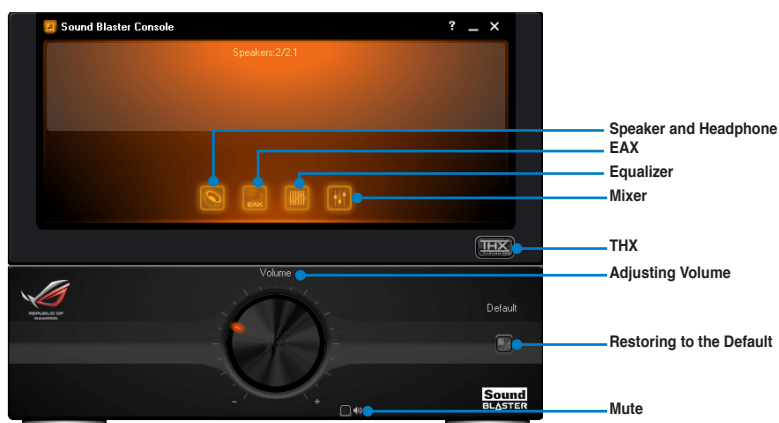 Sound Blaster Console
? _ X
Speakers:2/2.1
Speaker and Headphone
EAX
Equalizer
Mixer
EAX
THX
THX
Volume
Adjusting Volume
REPUBLIC OF
GAMERS
Default
Restoring to the Default
- +
Sound
BLASTER
Mute